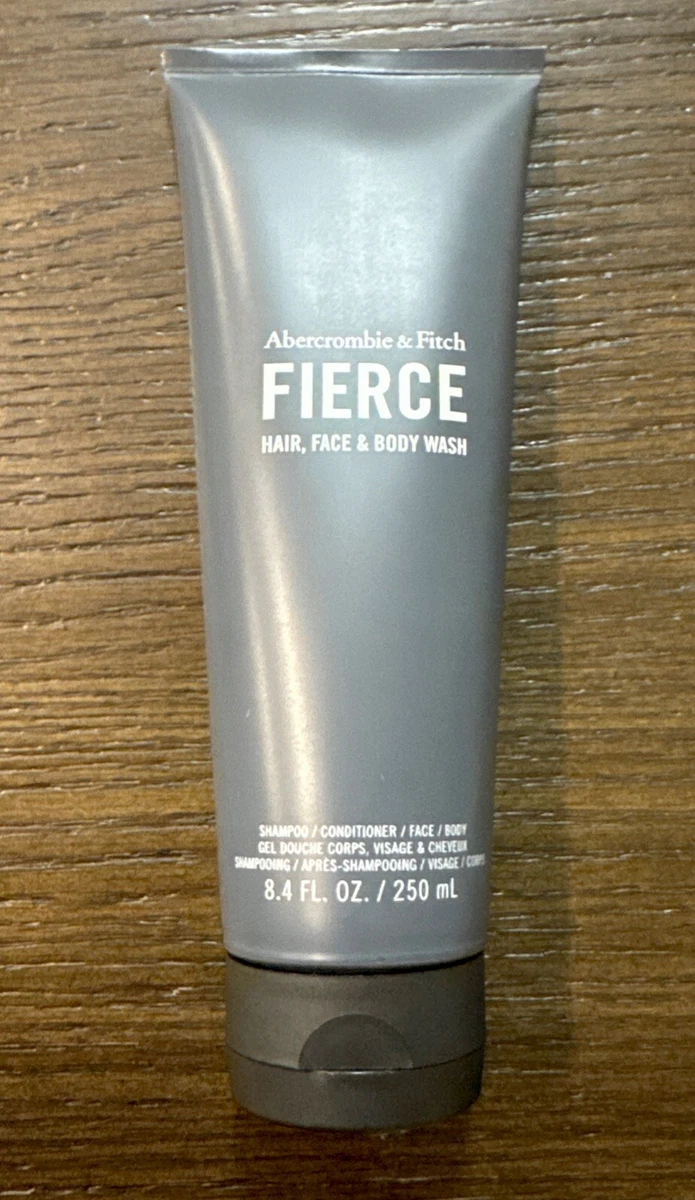 Abercrombie & Fitch
FIERCE
HAIR, FACE & BODY WASH
SHAMPOO / CONDITIONER / FACE / BODY
GEL DOUCHE CORPS, VISAGE & CHEVEUX
SHAMPOOING / APRÈS-SHAMPOOING / VISAGE / CORPS
8.4 FL. OZ. / 250 mL